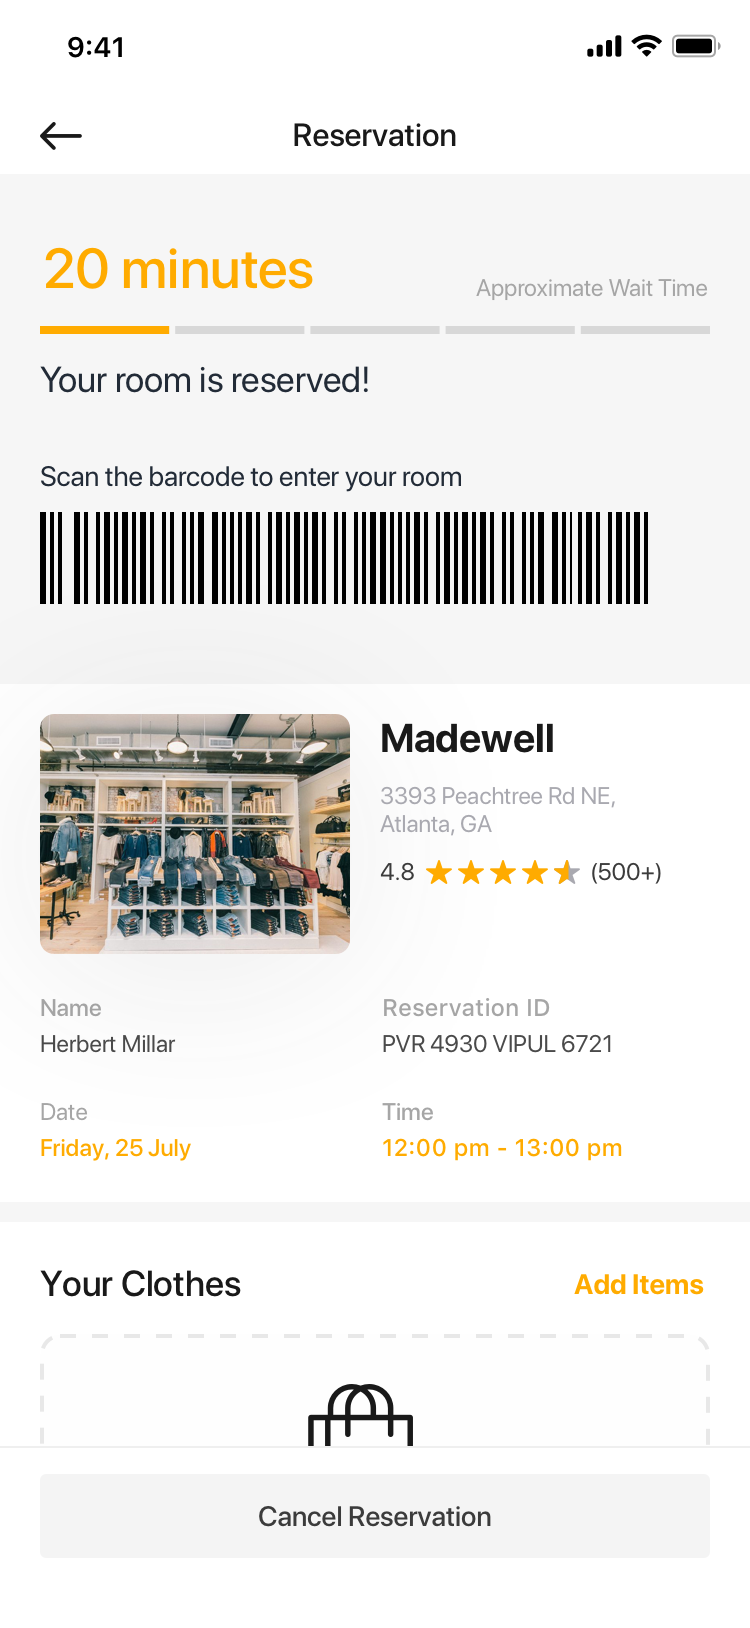 9:41
Reservation
20 minutes
Approximate Wait Time
Your room is reserved!
Scan the barcode to enter your room
Madewell
3393 Peachtree Rd NE,
Atlanta, GA
4.8 (500+)
Name
Herbert Millar
Reservation ID
PVR 4930 VIPUL 6721
Date
Friday, 25 July
Time
12:00 pm - 13:00 pm
Your Clothes
Add Items
Cancel Reservation